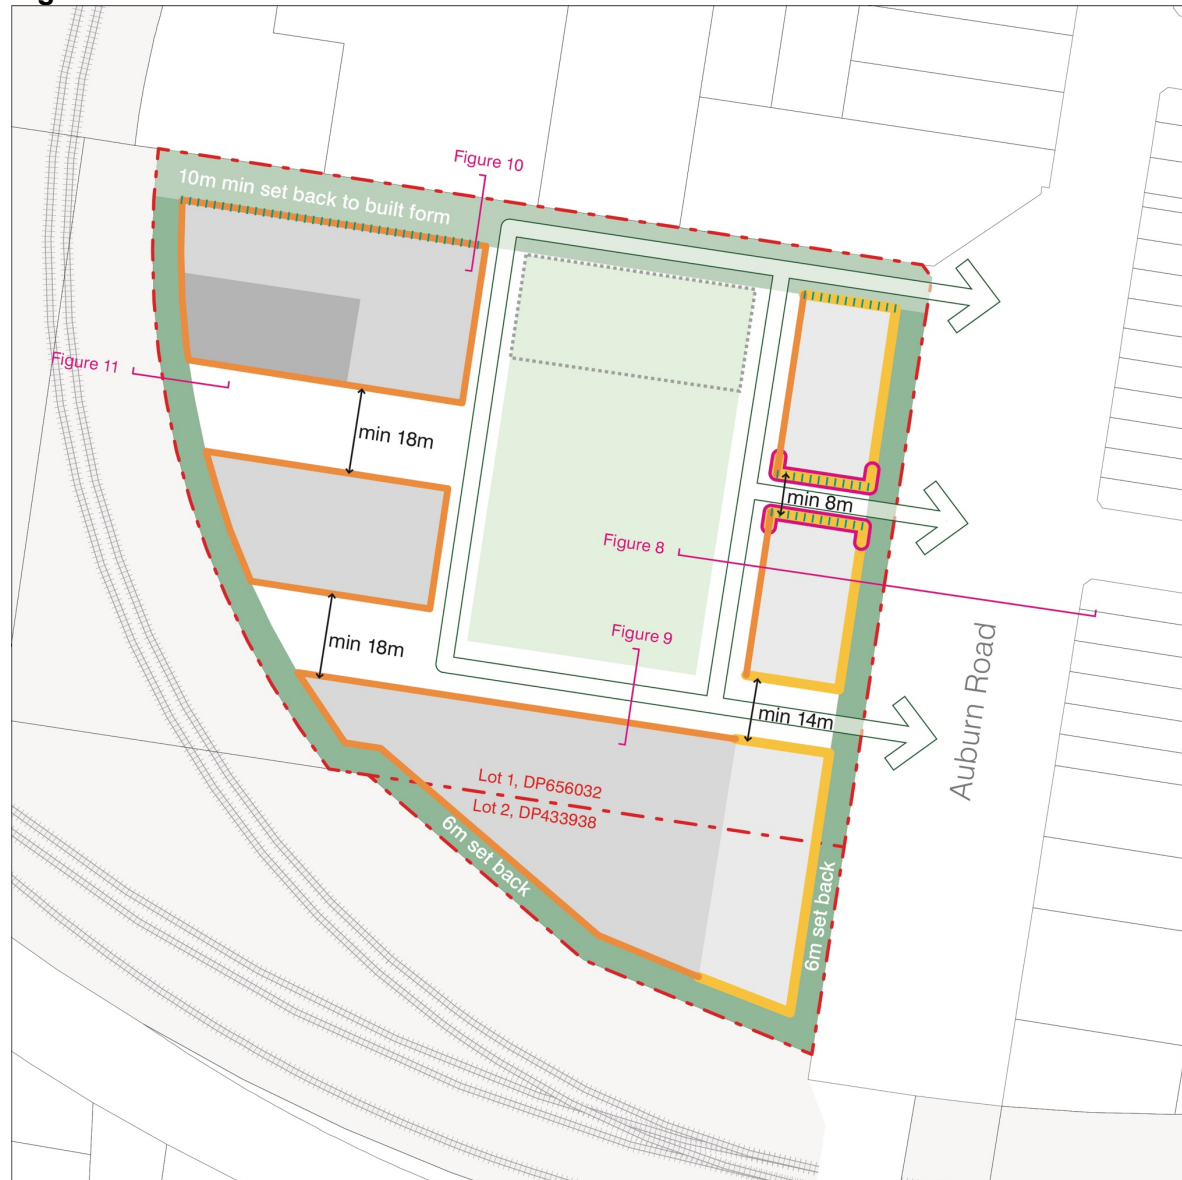 Figure 10
10m min set back to built form
Figure 11
min 18m
min 8m
Figure 8
Figure 9
min 18m
min 14m
Auburn Road
Lot 1, DP656032
Lot 2, DP433938
6m set back
6m set back